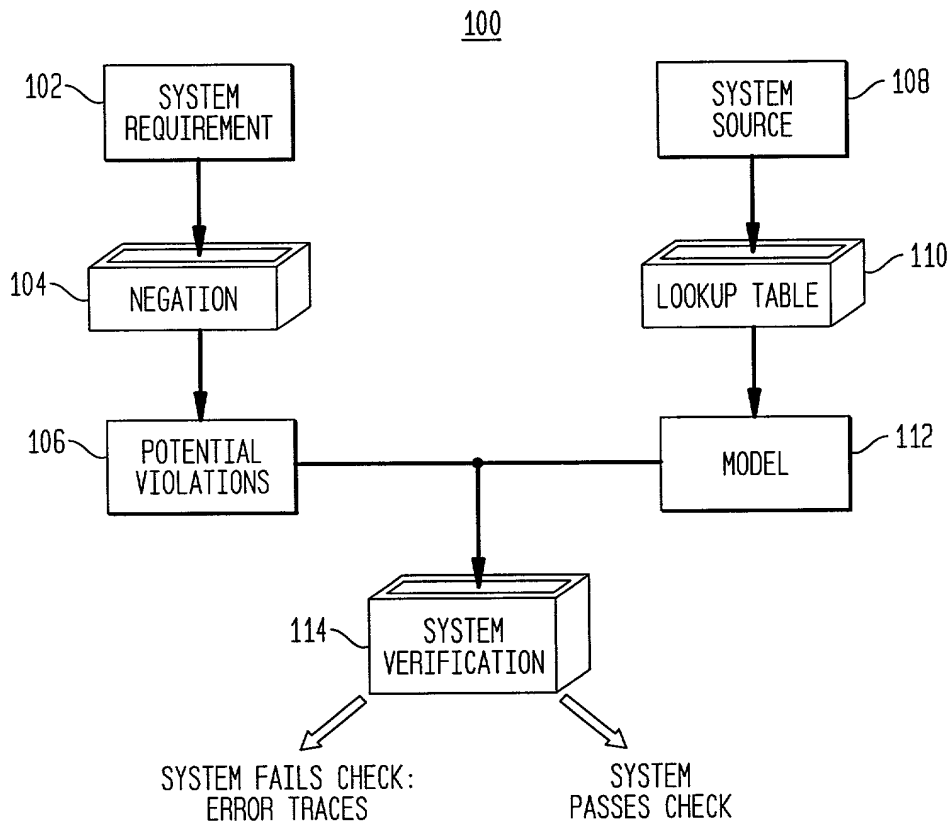 100
102
SYSTEM
REQUIREMENT
108
SYSTEM
SOURCE
104
NEGATION
110
LOOKUP TABLE
106
POTENTIAL
VIOLATIONS
112
MODEL
114
SYSTEM
VERIFICATION
SYSTEM FAILS CHECK:
ERROR TRACES
SYSTEM
PASSES CHECK